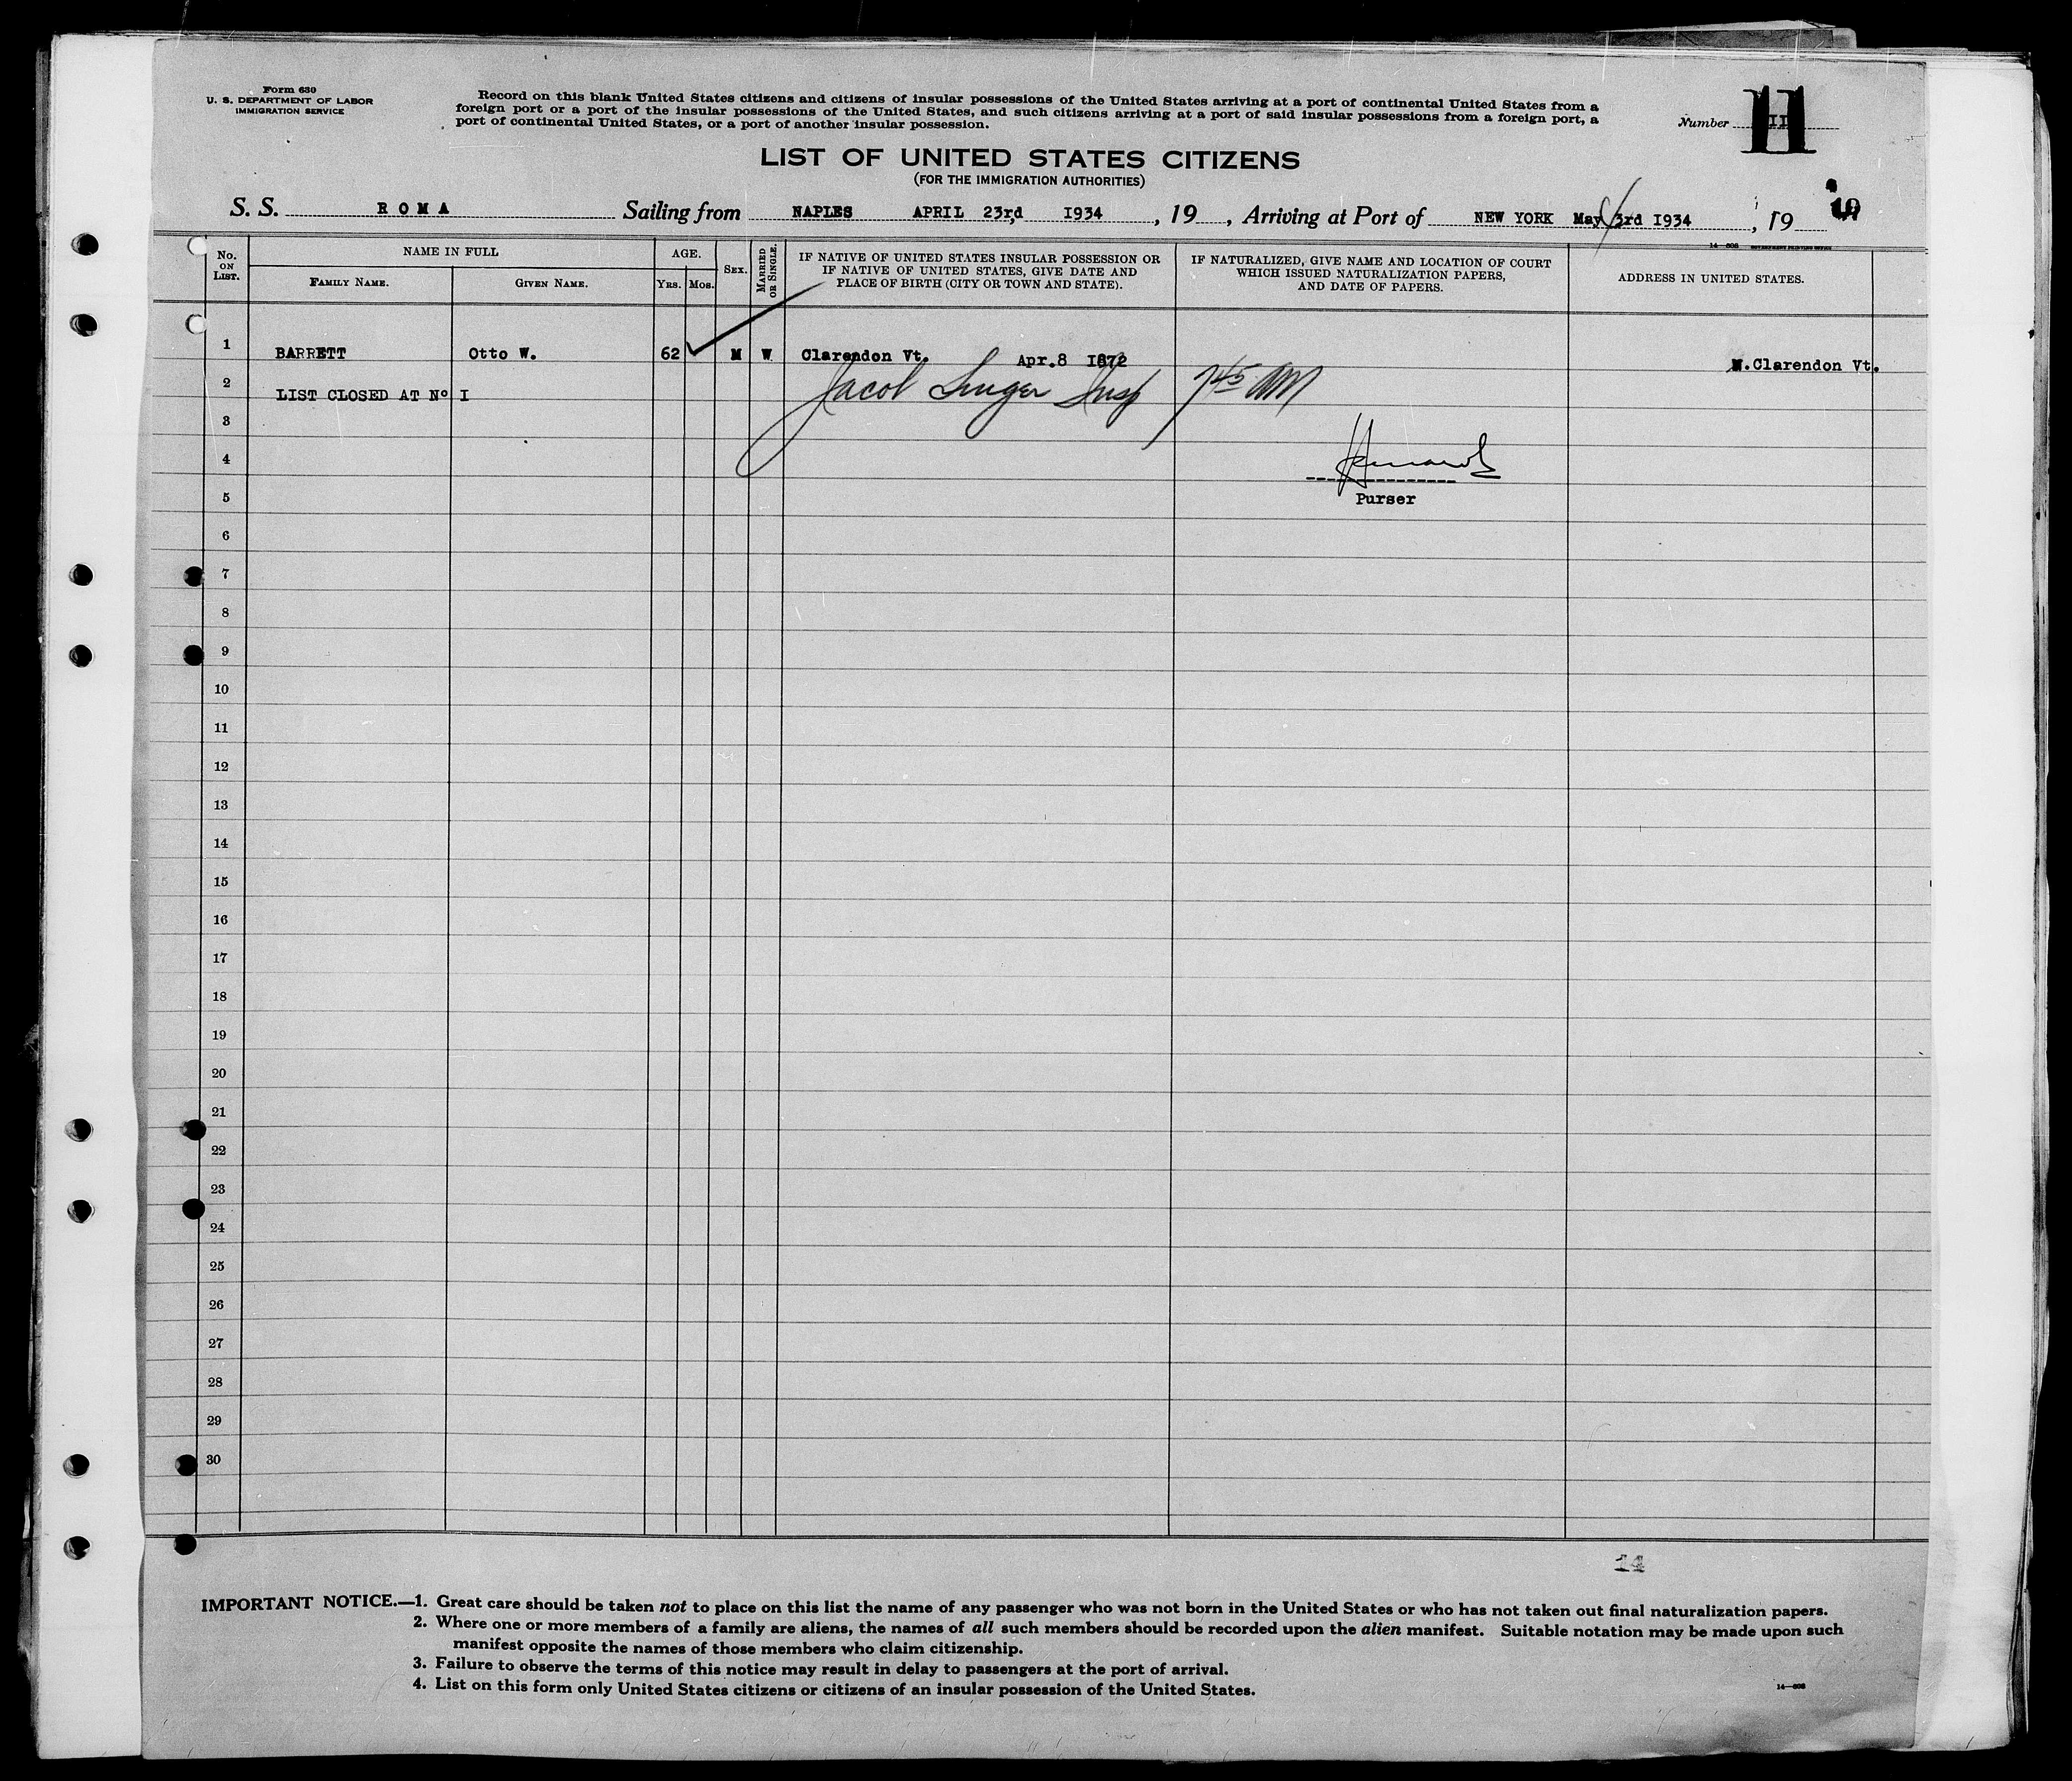 Form 630
U. S. DEPARTMENT OF LABOR
IMMIGRATION SERVICE
Record on this blank United States citizens and citizens of insular possessions of the United States arriving at a port of continental United States from a
foreign port or a port of the insular possessions of the United States, and such citizens arriving at a port of said insular possessions from a foreign port, a
port of continental United States, or a port of another insular possession.
Number II
11
LIST OF UNITED STATES CITIZENS
(FOR THE IMMIGRATION AUTHORITIES)
S. S. ROMA Sailing from NAPLES APRIL 23rd, 1934, 19 , Arriving at Port of NEW YORK May 3rd 1934, 19
10
No. ON LIST.
NAME IN FULL
FAMILY NAME.
GIVEN NAME.
AGE.
YRS. MOS.
SEX.
MARRIED OR SINGLE.
IF NATIVE OF UNITED STATES INSULAR POSSESSION OR
IF NATIVE OF UNITED STATES, GIVE DATE AND
PLACE OF BIRTH (CITY OR TOWN AND STATE).
IF NATURALIZED, GIVE NAME AND LOCATION OF COURT
WHICH ISSUED NATURALIZATION PAPERS,
AND DATE OF PAPERS.
ADDRESS IN UNITED STATES.
1 BARRETT Otto W. 62 M W Clarendon Vt. Apr.8 1872 N.Clarendon Vt.
2 LIST CLOSED AT Nº I
Jacob Singer Insp 7 45 AM
3
4
5
Purser
6
7
8
9
10
11
12
13
14
15
16
17
18
19
20
21
22
23
24
25
26
27
28
29
30
14
IMPORTANT NOTICE.—1. Great care should be taken not to place on this list the name of any passenger who was not born in the United States or who has not taken out final naturalization papers.
2. Where one or more members of a family are aliens, the names of all such members should be recorded upon the alien manifest. Suitable notation may be made upon such
manifest opposite the names of those members who claim citizenship.
3. Failure to observe the terms of this notice may result in delay to passengers at the port of arrival.
4. List on this form only United States citizens or citizens of an insular possession of the United States.